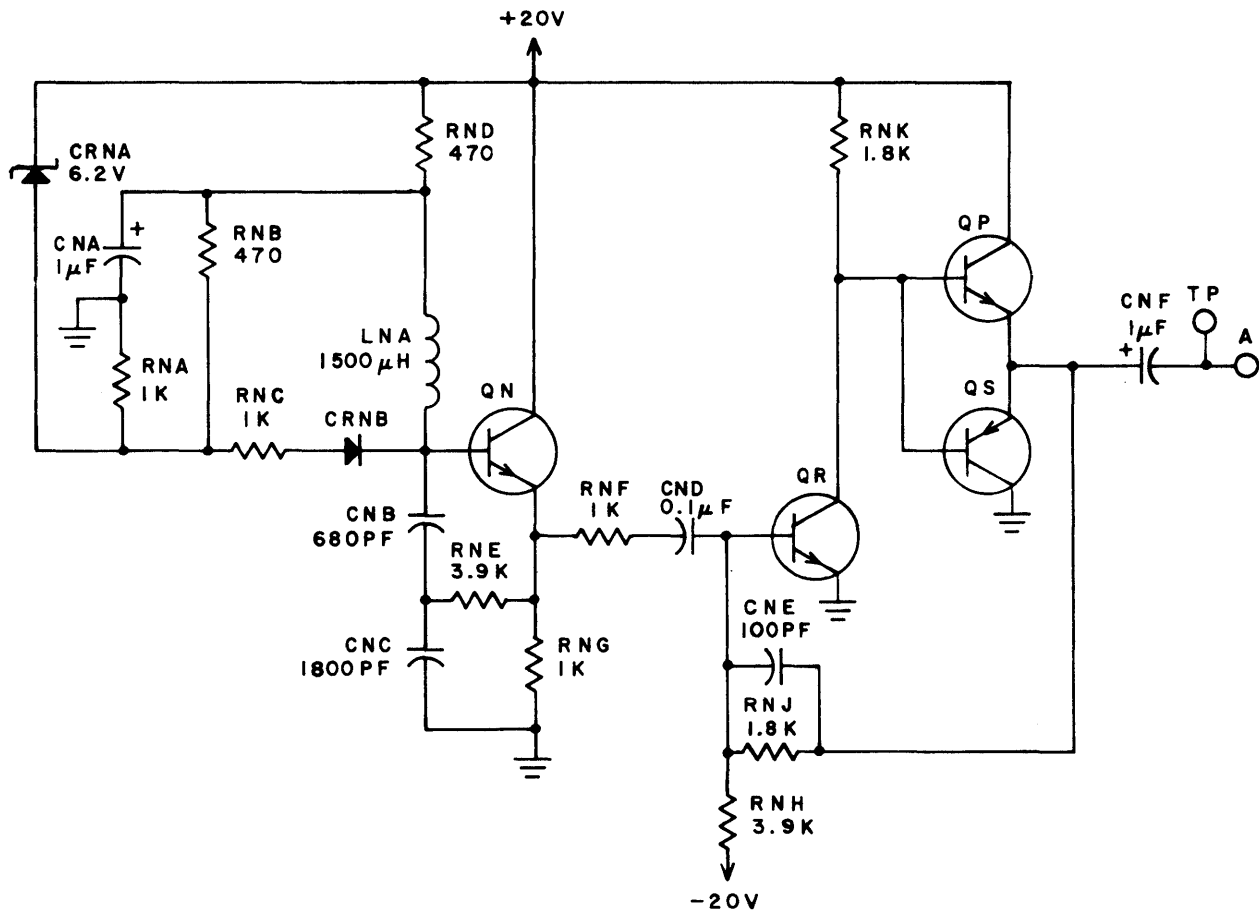 +20V
CRNA
6.2V
RND
470
RNK
1.8K
CNA
1µF
+
RNB
470
QP
CNF
1µF
+
TP
A
RNA
1K
LNA
1500µH
RNC
1K
CRNB
QN
QS
QR
CNB
680PF
RNF
1K
CND
0.1µF
RNE
3.9K
CNC
1800PF
RNG
1K
CNE
100PF
RNJ
1.8K
RNH
3.9K
-20V